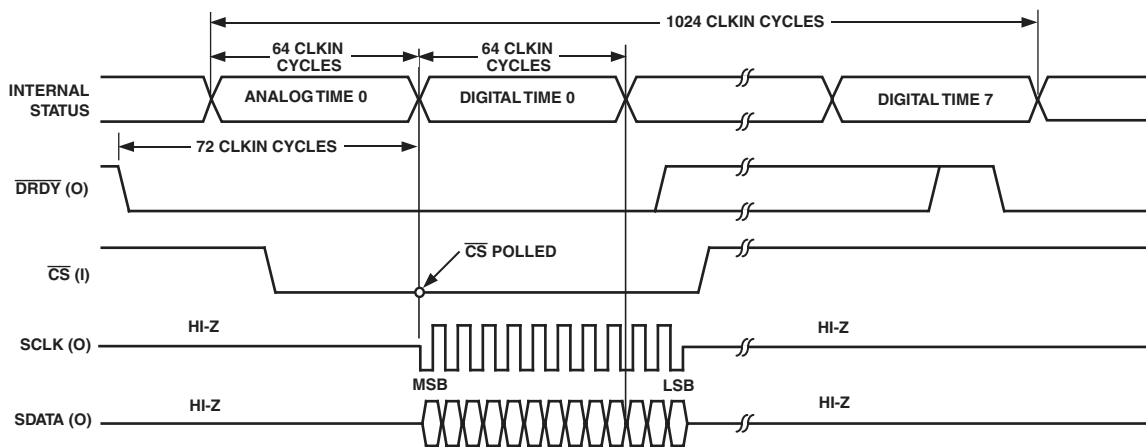 1024 CLKIN CYCLES
64 CLKIN
CYCLES
64 CLKIN
CYCLES
INTERNAL
STATUS
ANALOG TIME 0
DIGITAL TIME 0
DIGITAL TIME 7
72 CLKIN CYCLES
DRDY (O)
CS POLLED
CS (I)
HI-Z
HI-Z
SCLK (O)
MSB
LSB
HI-Z
HI-Z
SDATA (O)